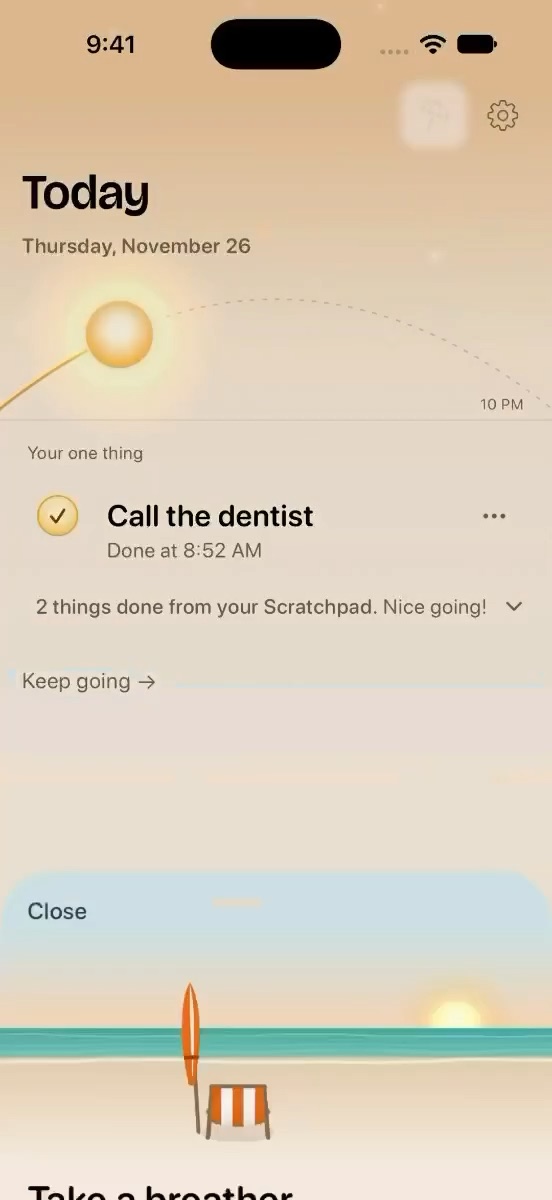 9:41
Today
Thursday, November 26
10 PM
Your one thing
Call the dentist
Done at 8:52 AM
2 things done from your Scratchpad. Nice going!
Keep going →
Close
Take a breather